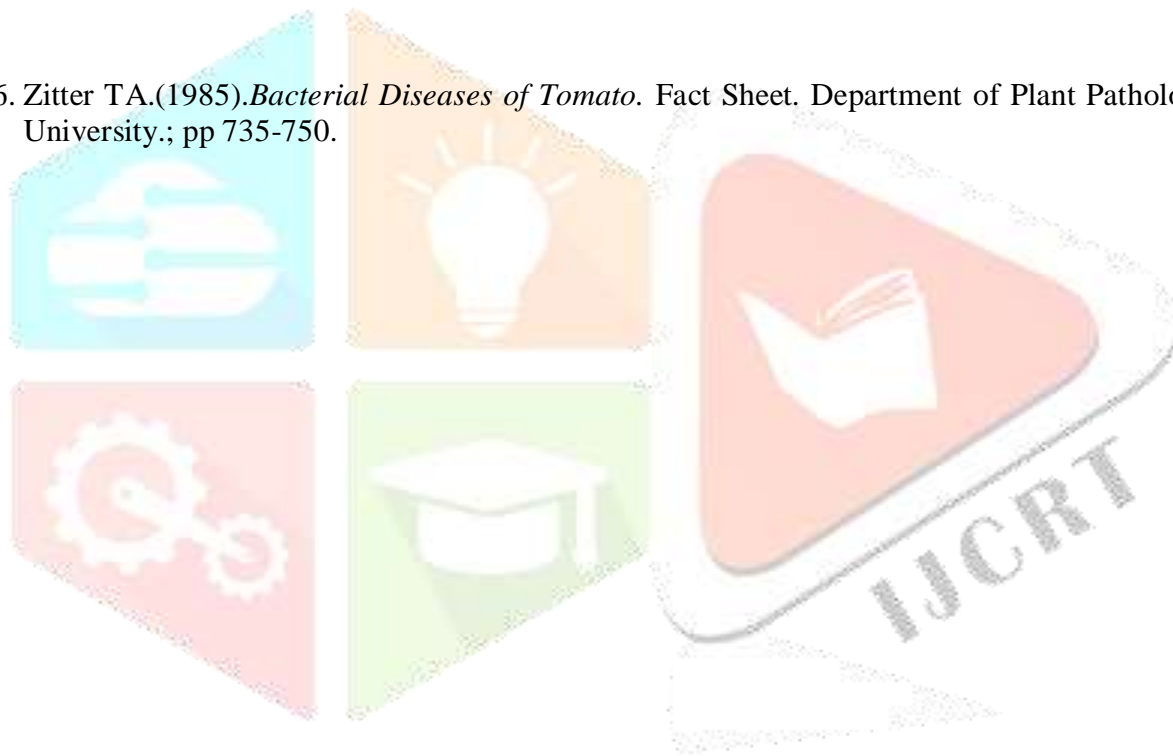 6. Zitter TA.(1985).Bacterial Diseases of Tomato. Fact Sheet. Department of Plant Patholo
University.; pp 735-750.
IJCRT